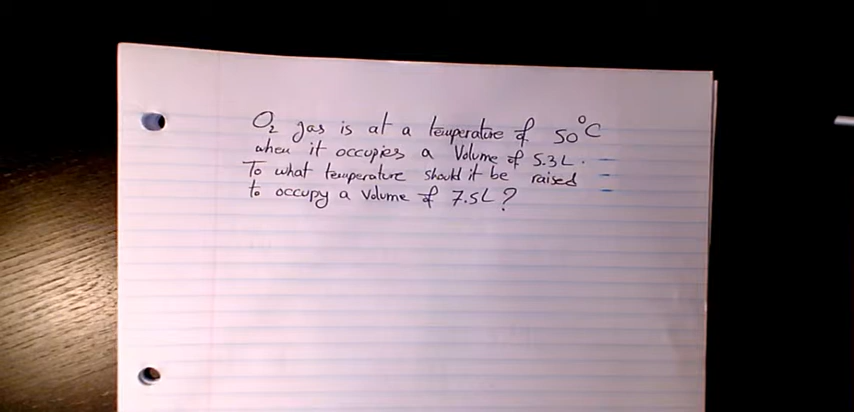 O₂ gas is at a temperature of 50°C
when it occupies a Volume of 5.3L.
To what temperature should it be raised
to occupy a Volume of 7.5L?